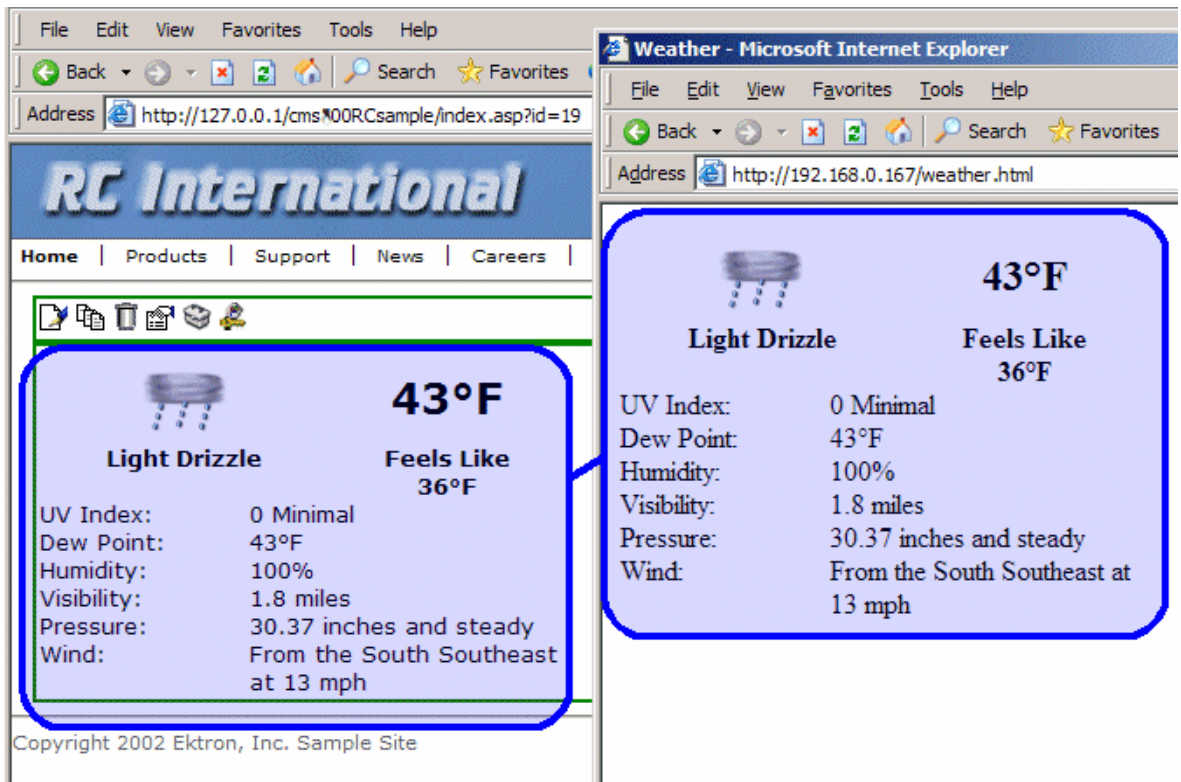 File Edit View Favorites Tools Help
Back Search Favorites
Address http://127.0.0.1/cms300RCsample/index.asp?id=19
RC International
Home | Products | Support | News | Careers |
43°F
Light Drizzle Feels Like
36°F
UV Index: 0 Minimal
Dew Point: 43°F
Humidity: 100%
Visibility: 1.8 miles
Pressure: 30.37 inches and steady
Wind: From the South Southeast
at 13 mph
Copyright 2002 Ektron, Inc. Sample Site
Weather - Microsoft Internet Explorer
File Edit View Favorites Tools Help
Back Search Favorites
Address http://192.168.0.167/weather.html
43°F
Light Drizzle Feels Like
36°F
UV Index: 0 Minimal
Dew Point: 43°F
Humidity: 100%
Visibility: 1.8 miles
Pressure: 30.37 inches and steady
Wind: From the South Southeast at
13 mph